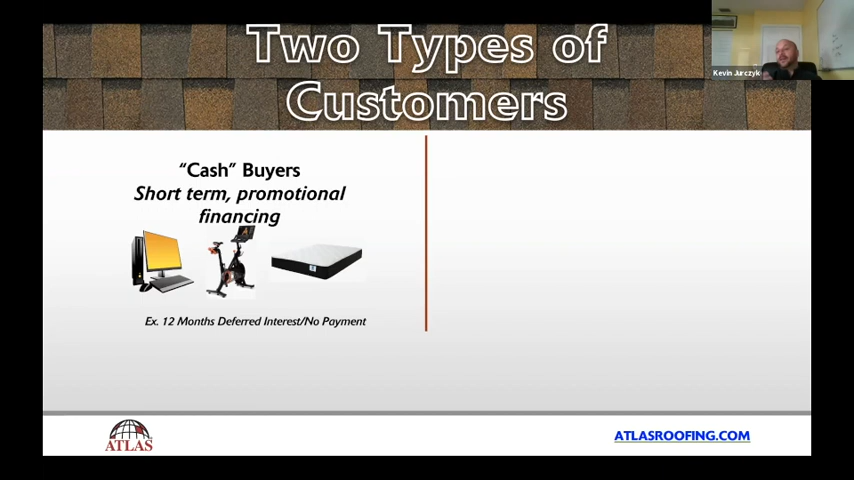 Two Types of
Customers
Kevin Jurczyk
“Cash” Buyers
Short term, promotional
financing
Ex. 12 Months Deferred Interest/No Payment
ATLAS
ATLASROOFING.COM